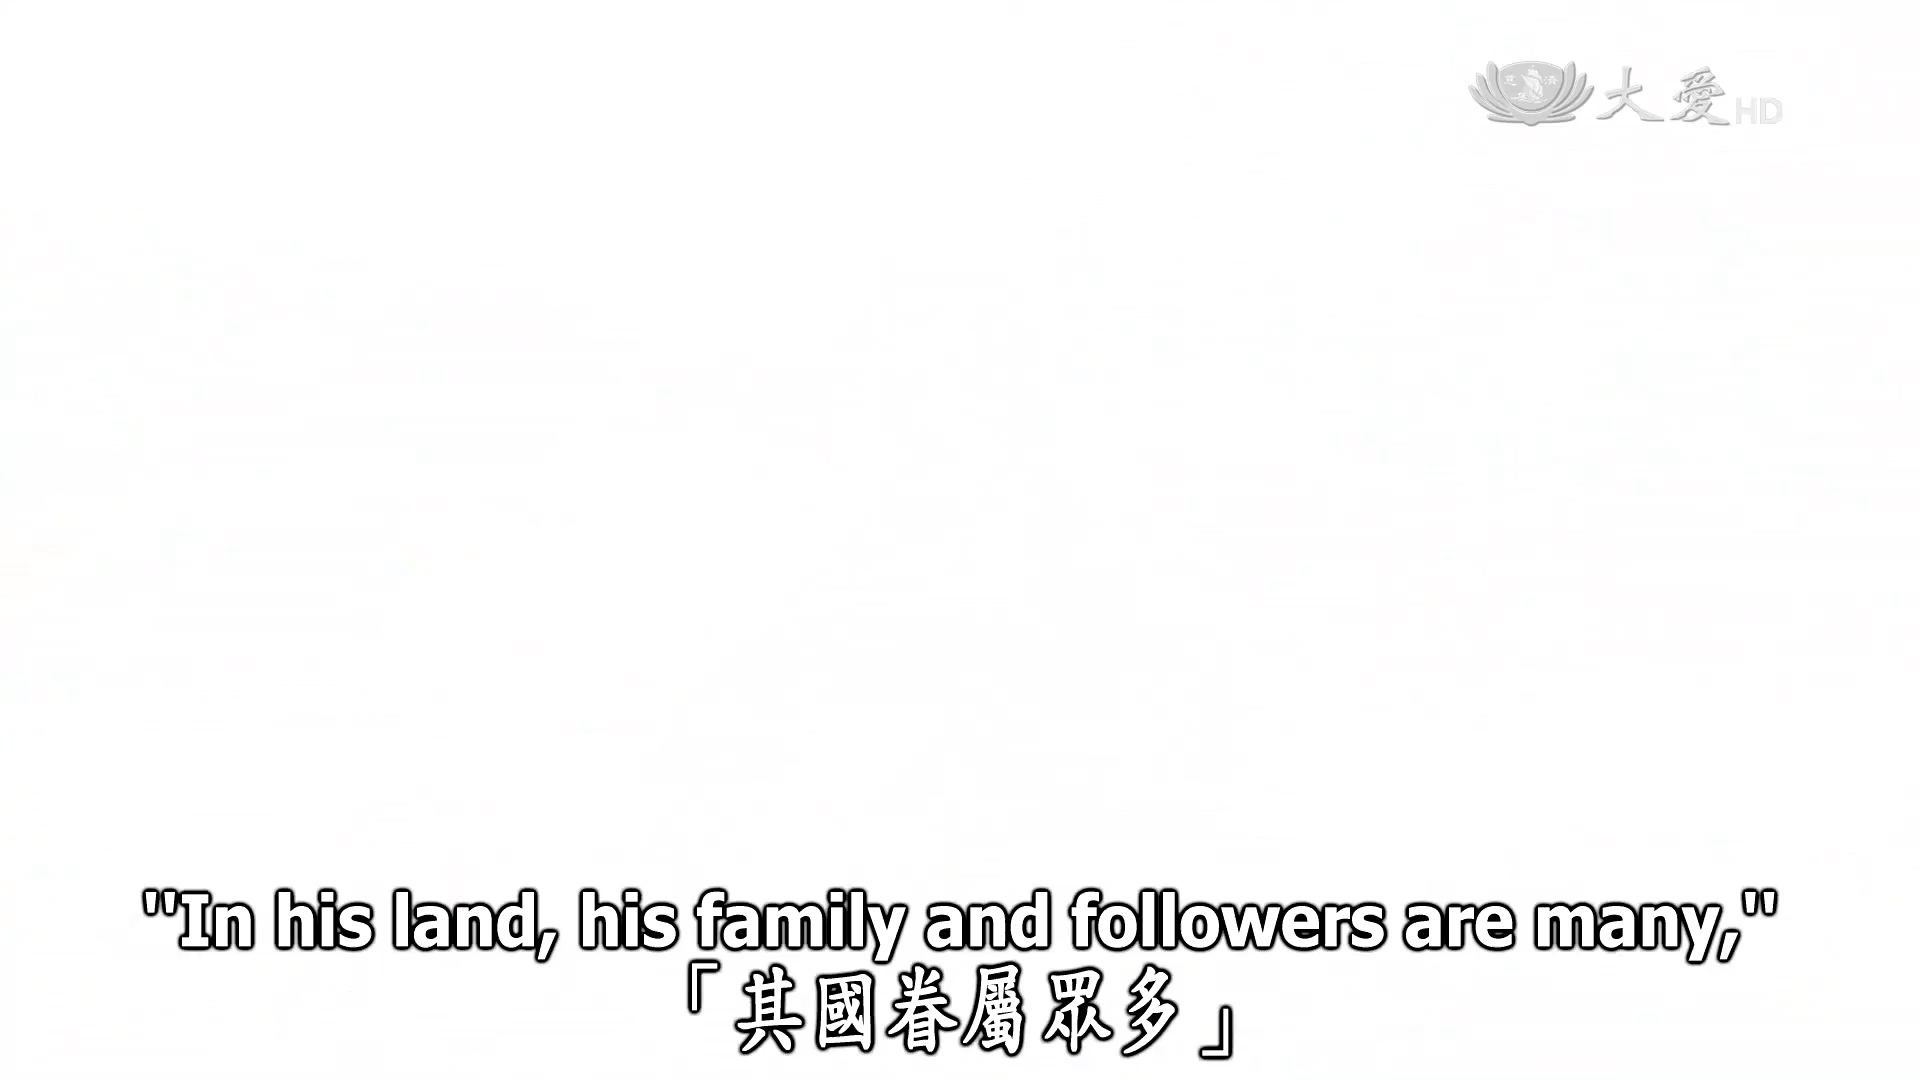 大愛HD
"In his land, his family and followers are many,"
「其國眷屬眾多」